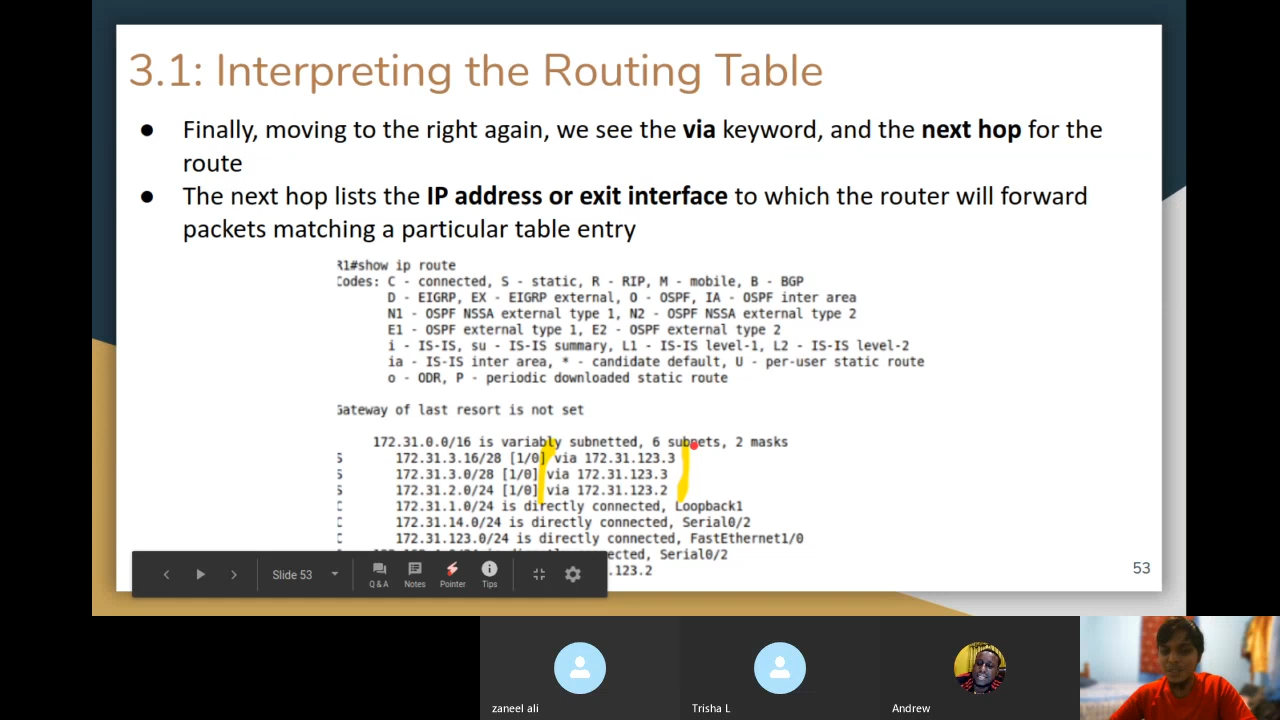 3.1: Interpreting the Routing Table
● Finally, moving to the right again, we see the via keyword, and the next hop for the
route
● The next hop lists the IP address or exit interface to which the router will forward
packets matching a particular table entry
R1#show ip route
Codes: C - connected, S - static, R - RIP, M - mobile, B - BGP
D - EIGRP, EX - EIGRP external, O - OSPF, IA - OSPF inter area
N1 - OSPF NSSA external type 1, N2 - OSPF NSSA external type 2
E1 - OSPF external type 1, E2 - OSPF external type 2
i - IS-IS, su - IS-IS summary, L1 - IS-IS level-1, L2 - IS-IS level-2
ia - IS-IS inter area, * - candidate default, U - per-user static route
o - ODR, P - periodic downloaded static route
Gateway of last resort is not set
172.31.0.0/16 is variably subnetted, 6 subnets, 2 masks
S 172.31.3.16/28 [1/0] via 172.31.123.3
S 172.31.3.0/28 [1/0] via 172.31.123.3
S 172.31.2.0/24 [1/0] via 172.31.123.2
C 172.31.1.0/24 is directly connected, Loopback1
C 172.31.14.0/24 is directly connected, Serial0/2
C 172.31.123.0/24 is directly connected, FastEthernet1/0
ected, Serial0/2
.123.2
Slide 53
Q & A
Notes
Pointer
Tips
53
zaneel ali
Trisha L
Andrew